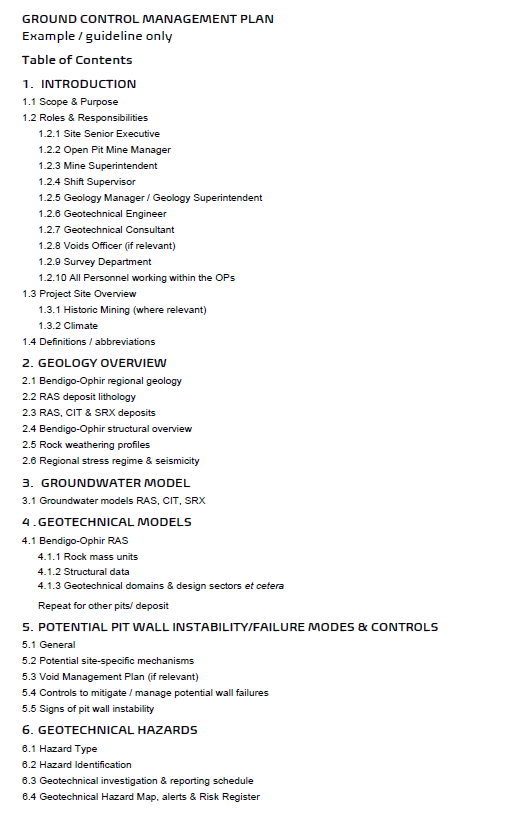 GROUND CONTROL MANAGEMENT PLAN
Example / guideline only
Table of Contents
1. INTRODUCTION
1.1 Scope & Purpose
1.2 Roles & Responsibilities
1.2.1 Site Senior Executive
1.2.2 Open Pit Mine Manager
1.2.3 Mine Superintendent
1.2.4 Shift Supervisor
1.2.5 Geology Manager / Geology Superintendent
1.2.6 Geotechnical Engineer
1.2.7 Geotechnical Consultant
1.2.8 Voids Officer (if relevant)
1.2.9 Survey Department
1.2.10 All Personnel working within the OPs
1.3 Project Site Overview
1.3.1 Historic Mining (where relevant)
1.3.2 Climate
1.4 Definitions / abbreviations
2. GEOLOGY OVERVIEW
2.1 Bendigo-Ophir regional geology
2.2 RAS deposit lithology
2.3 RAS, CIT & SRX deposits
2.4 Bendigo-Ophir structural overview
2.5 Rock weathering profiles
2.6 Regional stress regime & seismicity
3. GROUNDWATER MODEL
3.1 Groundwater models RAS, CIT, SRX
4 . GEOTECHNICAL MODELS
4.1 Bendigo-Ophir RAS
4.1.1 Rock mass units
4.1.2 Structural data
4.1.3 Geotechnical domains & design sectors et cetera
Repeat for other pits/ deposit
5. POTENTIAL PIT WALL INSTABILITY/FAILURE MODES & CONTROLS
5.1 General
5.2 Potential site-specific mechanisms
5.3 Void Management Plan (if relevant)
5.4 Controls to mitigate / manage potential wall failures
5.5 Signs of pit wall instability
6. GEOTECHNICAL HAZARDS
6.1 Hazard Type
6.2 Hazard Identification
6.3 Geotechnical investigation & reporting schedule
6.4 Geotechnical Hazard Map, alerts & Risk Register